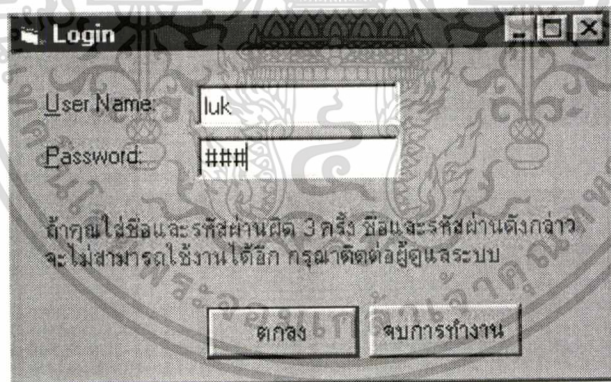 Login
User Name: luk
Password: ###
ถ้าคุณใส่ชื่อและรหัสผ่านผิด 3 ครั้ง ชื่อและรหัสผ่านดังกล่าว
จะไม่สามารถใช้งานได้อีก กรุณาติดต่อผู้ดูแลระบบ
ตกลง จบการทำงาน